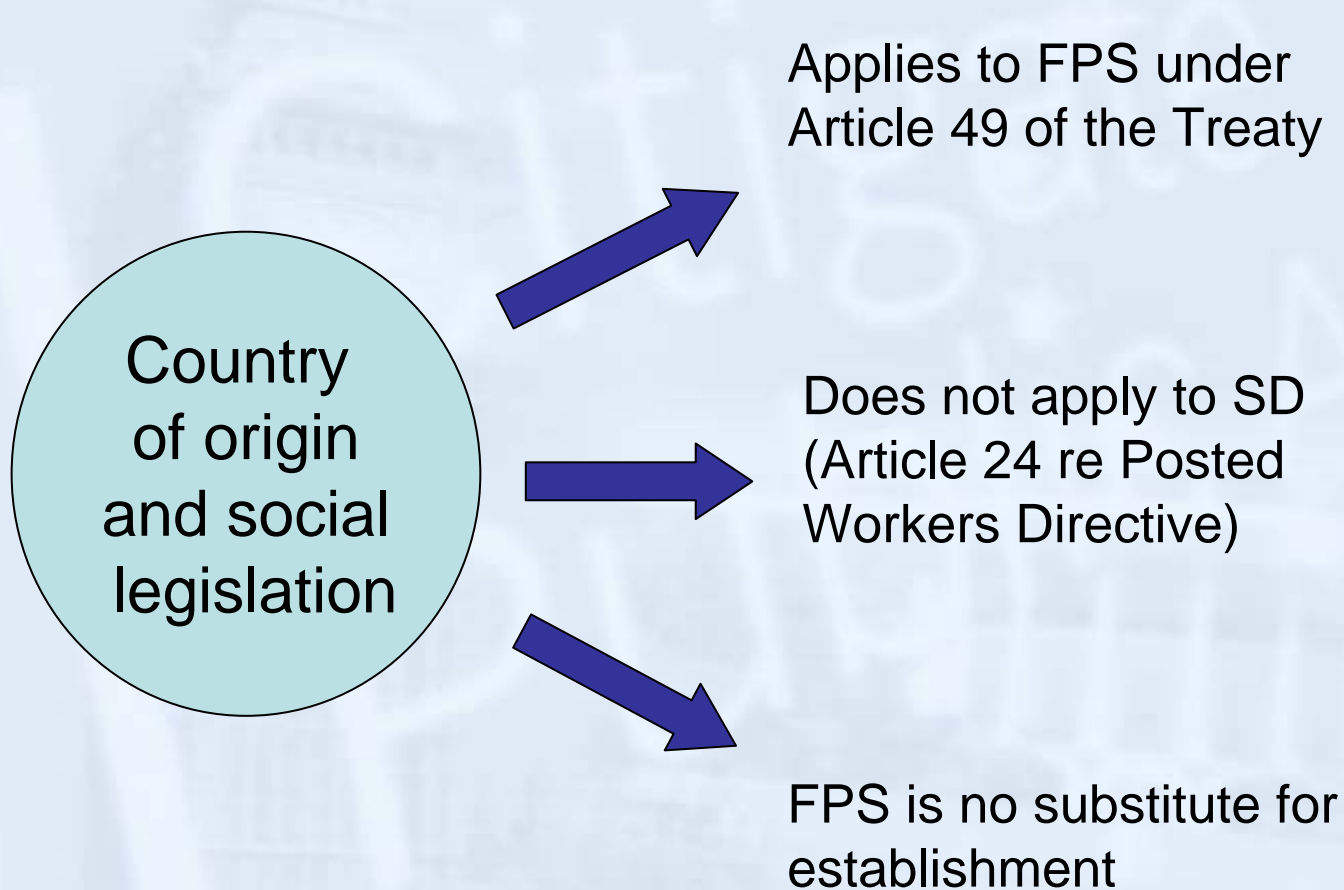 Applies to FPS under
Article 49 of the Treaty
Country
of origin
and social
legislation
Does not apply to SD
(Article 24 re Posted
Workers Directive)
FPS is no substitute for
establishment